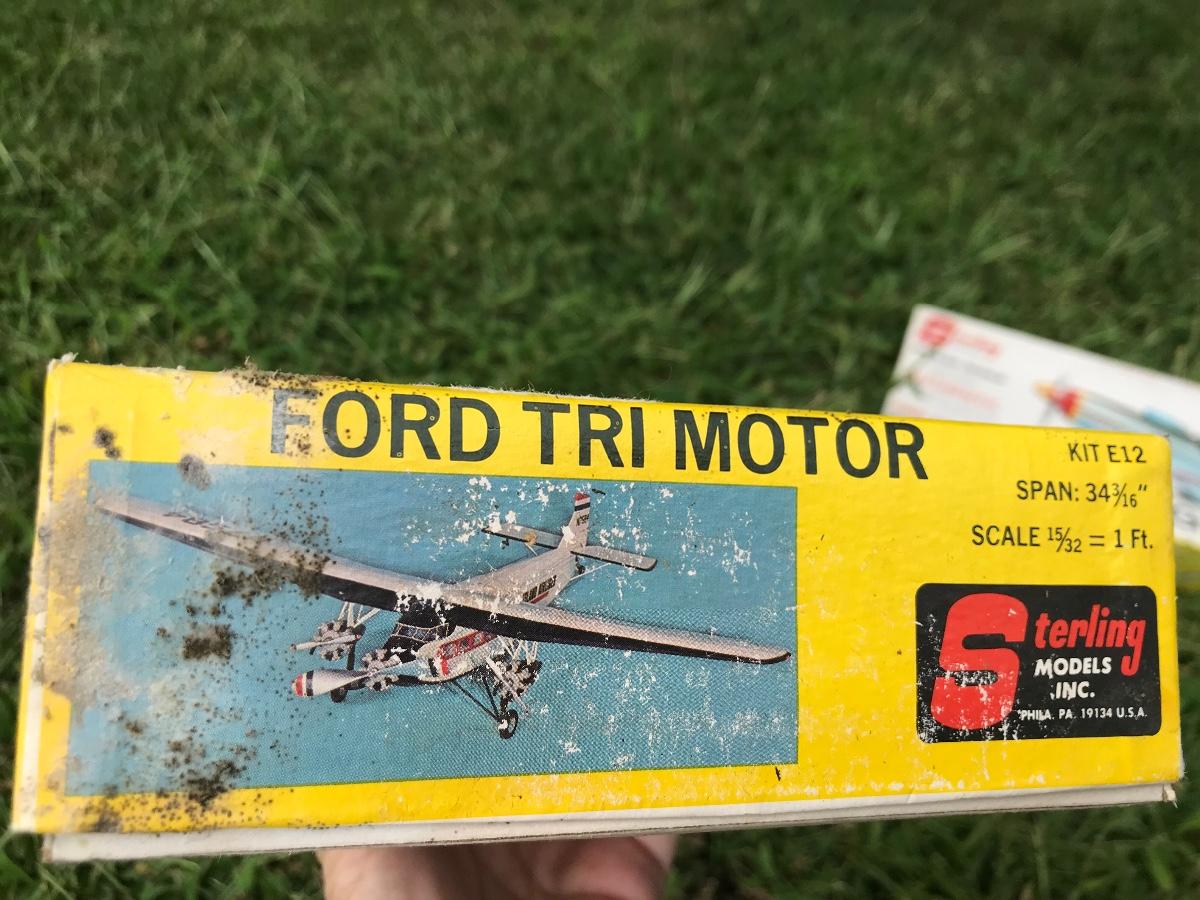 FORD TRI MOTOR
KIT E12
SPAN: 34 3/16"
SCALE 15/32 = 1 Ft.
Sterling
MODELS
INC.
PHILA. PA. 19134 U.S.A.
Sterling